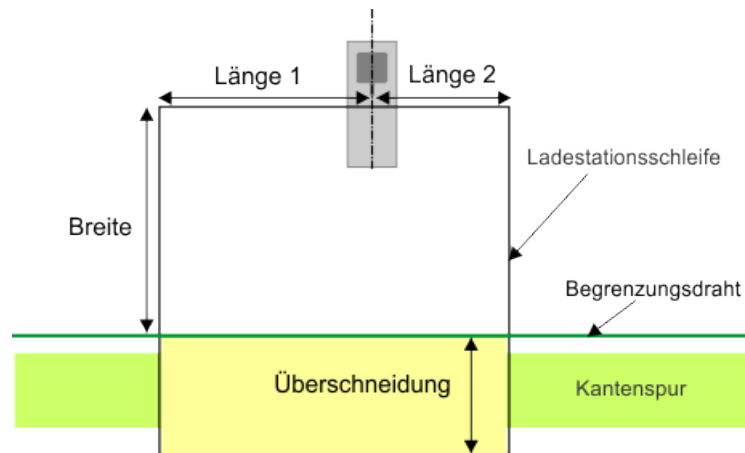 Länge 1
Länge 2
Ladestationsschleife
Breite
Begrenzungsdraht
Überschneidung
Kantenspur